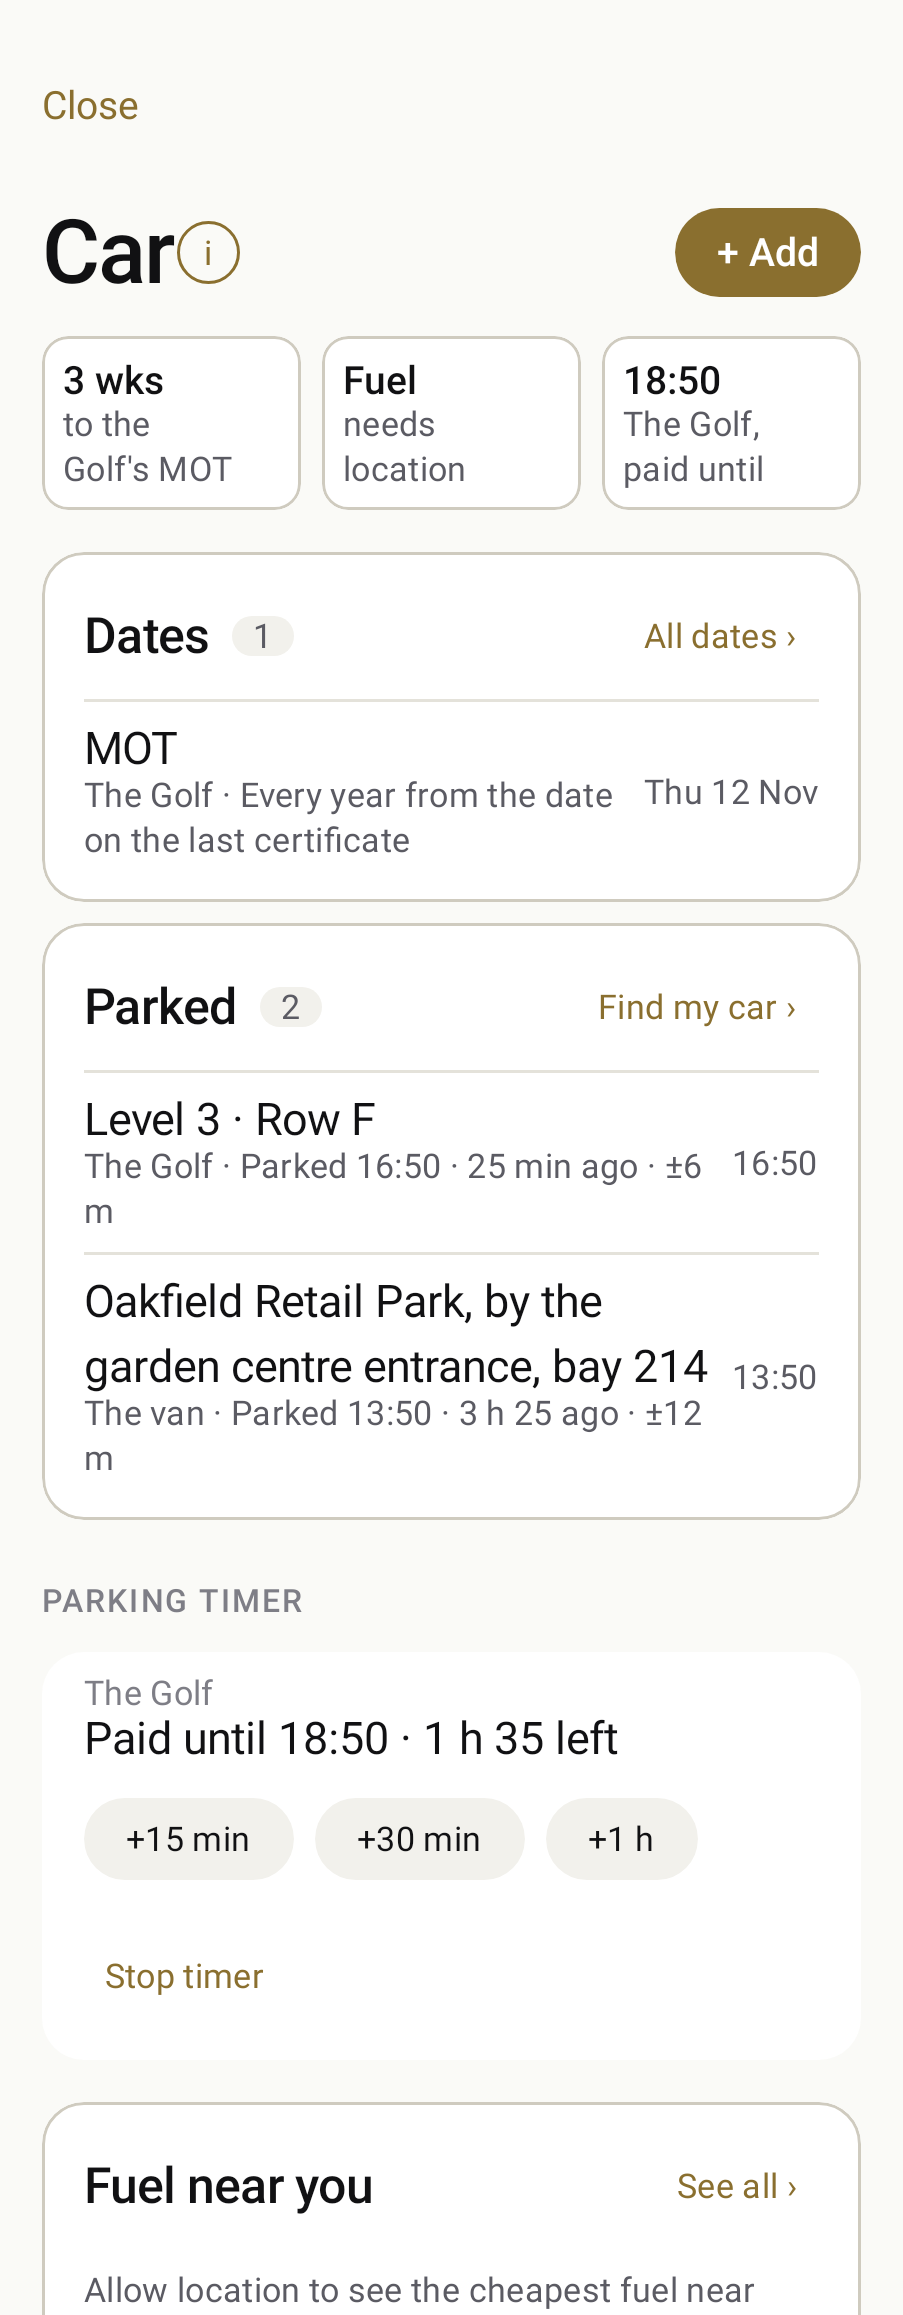 Close
Car i
+ Add
3 wks
to the
Golf's MOT
Fuel
needs
location
18:50
The Golf,
paid until
Dates 1
All dates ›
MOT
The Golf · Every year from the date
on the last certificate
Thu 12 Nov
Parked 2
Find my car ›
Level 3 · Row F
The Golf · Parked 16:50 · 25 min ago · ±6
m
16:50
Oakfield Retail Park, by the
garden centre entrance, bay 214
The van · Parked 13:50 · 3 h 25 ago · ±12
m
13:50
PARKING TIMER
The Golf
Paid until 18:50 · 1 h 35 left
+15 min
+30 min
+1 h
Stop timer
Fuel near you
See all ›
Allow location to see the cheapest fuel near